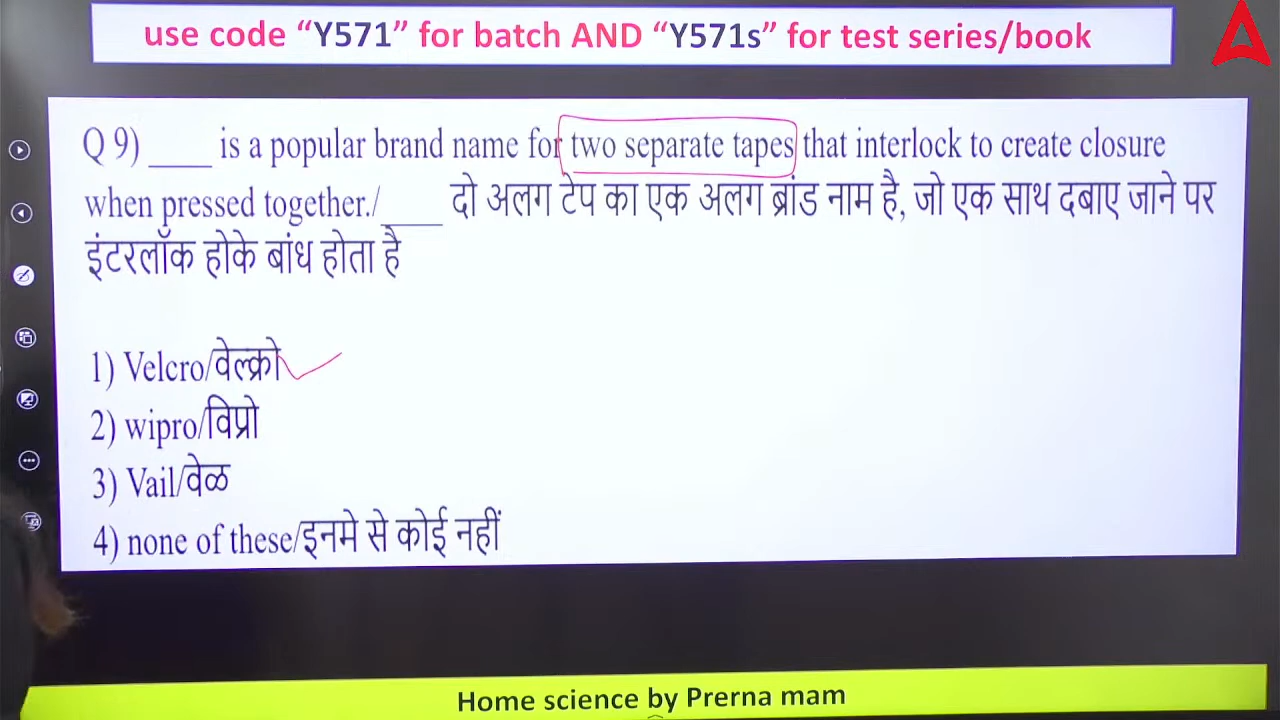 use code “Y571” for batch AND “Y571s” for test series/book
Q 9) ____ is a popular brand name for two separate tapes that interlock to create closure
when pressed together./____ दो अलग टेप का एक अलग ब्रांड नाम है, जो एक साथ दबाए जाने पर
इंटरलॉक होके बांध होता है
1) Velcro/वेल्क्रो
2) wipro/विप्रो
3) Vail/वेळ
4) none of these/इनमे से कोई नहीं
Home science by Prerna mam